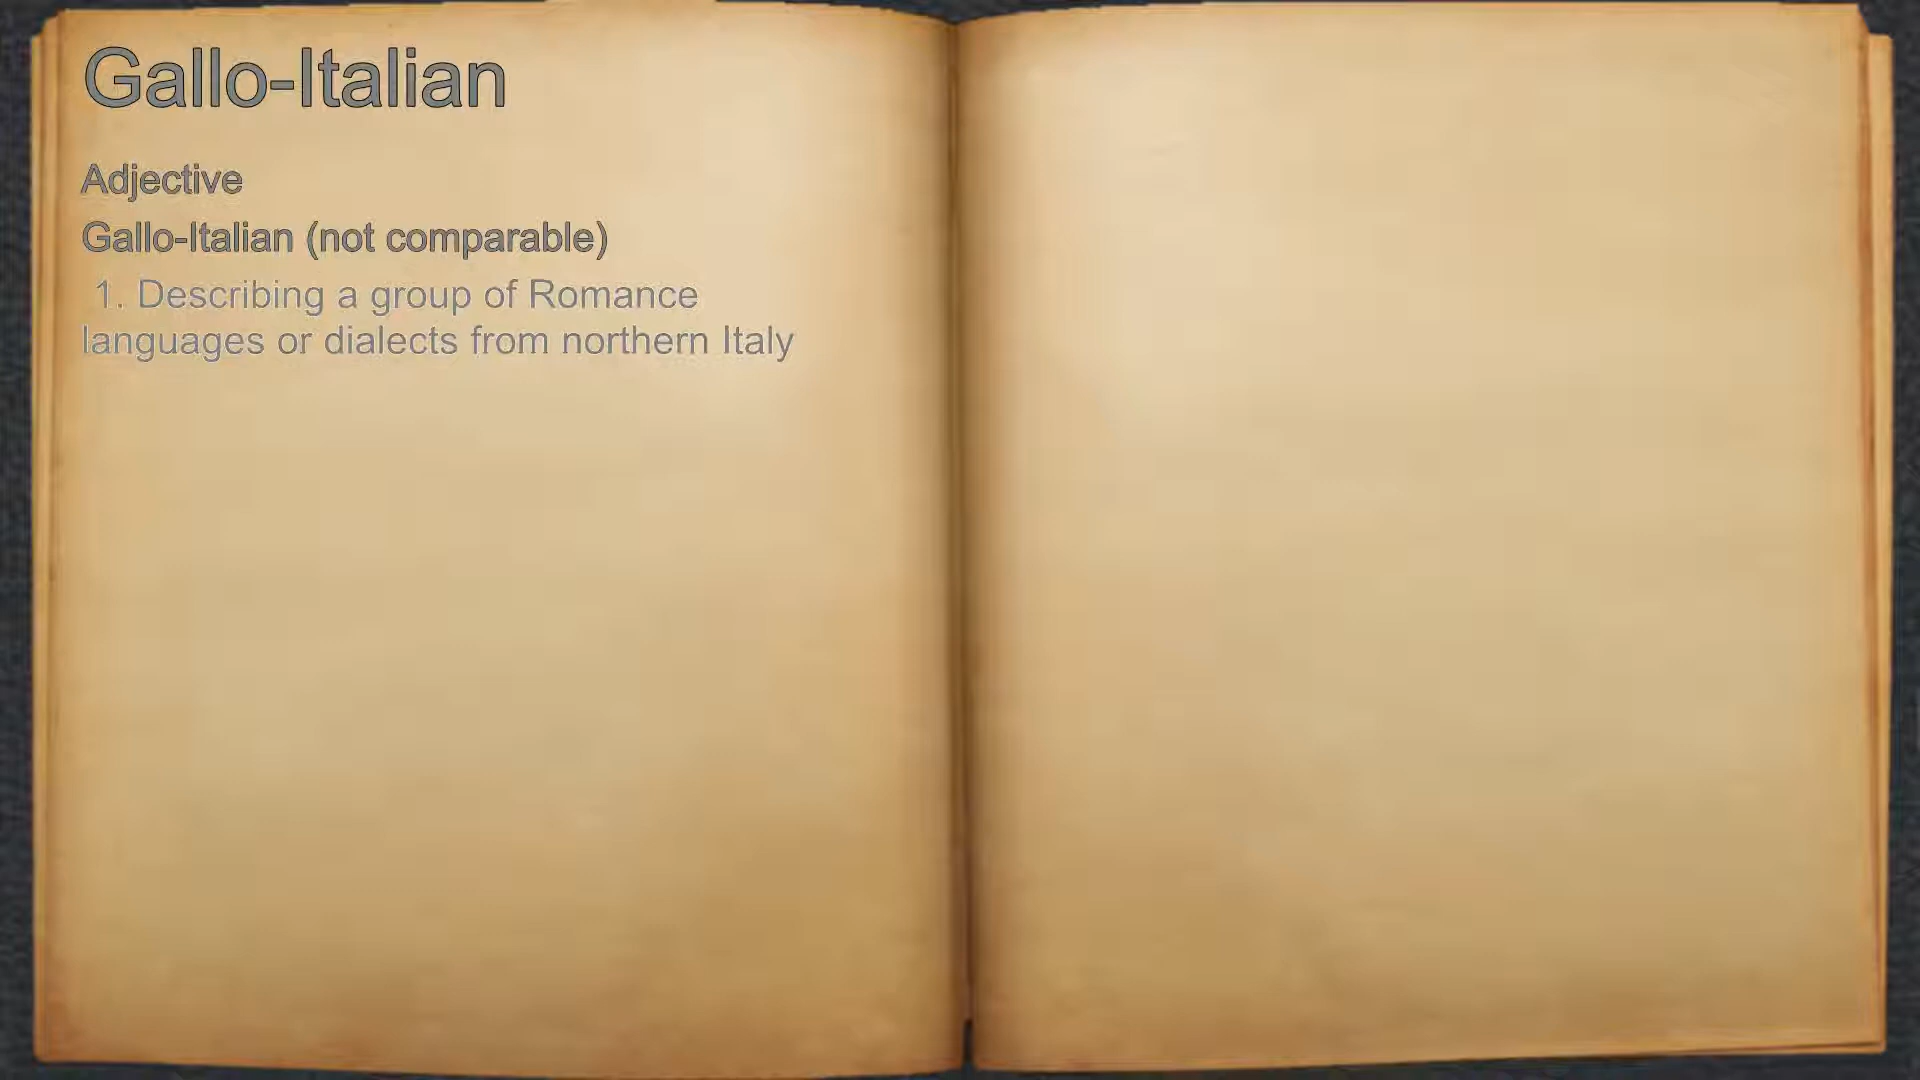 Gallo-Italian
Adjective
Gallo-Italian (not comparable)
1. Describing a group of Romance
languages or dialects from northern Italy